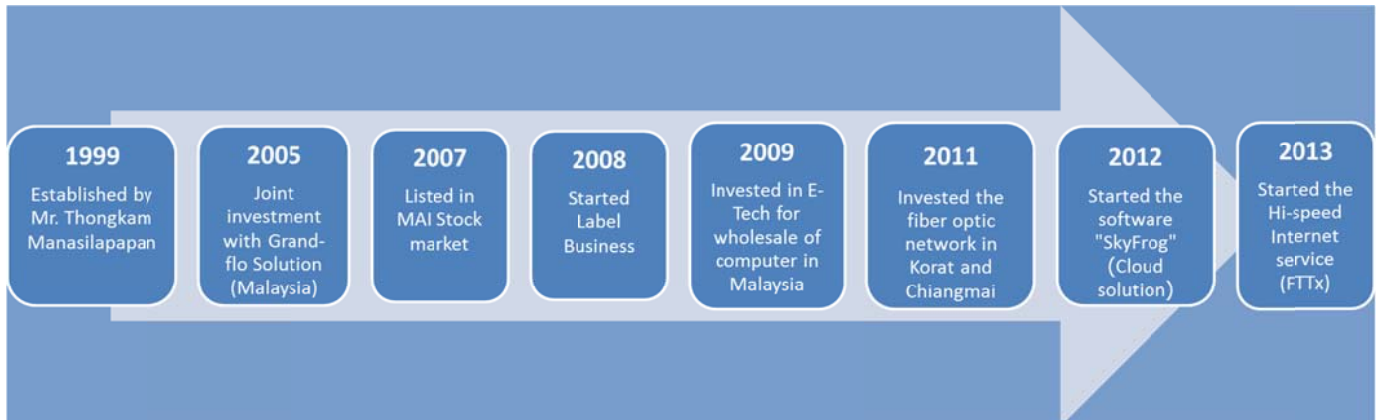 1999
Established by
Mr. Thongkam
Manasilapapan
2005
Joint
investment
with Grand-
flo Solution
(Malaysia)
2007
Listed in
MAI Stock
market
2008
Started
Label
Business
2009
Invested in E-
Tech for
wholesale of
computer in
Malaysia
2011
Invested the
fiber optic
network in
Korat and
Chiangmai
2012
Started the
software
"SkyFrog"
(Cloud
solution)
2013
Started the
Hi-speed
Internet
service
(FTTx)